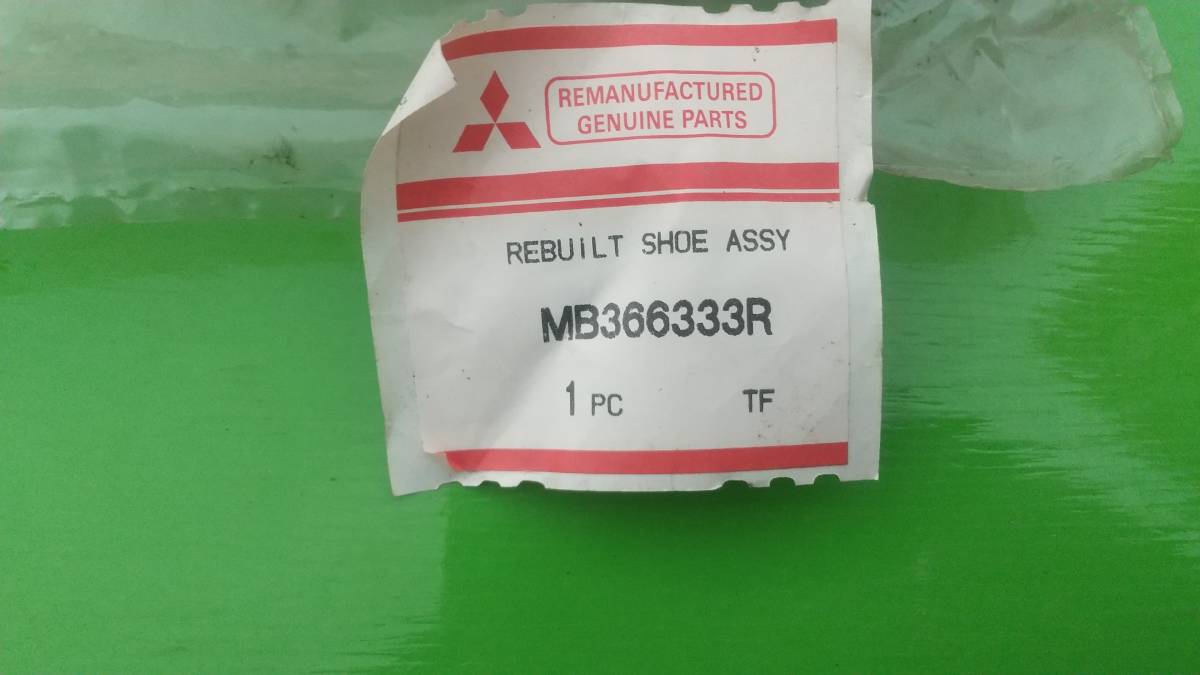 REMANUFACTURED
GENUINE PARTS
REBUiLT SHOE ASSY
MB366333R
1 PC TF